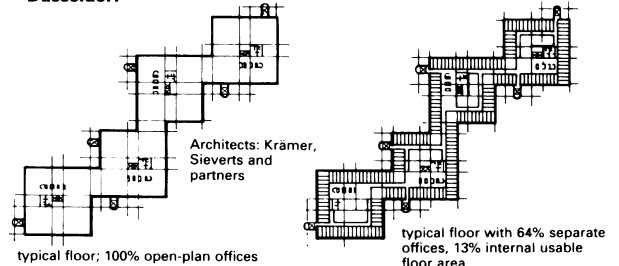 Düsseldorf
Architects: Krämer,
Sieverts and
partners
typical floor; 100% open-plan offices
typical floor with 64% separate
offices, 13% internal usable
floor area